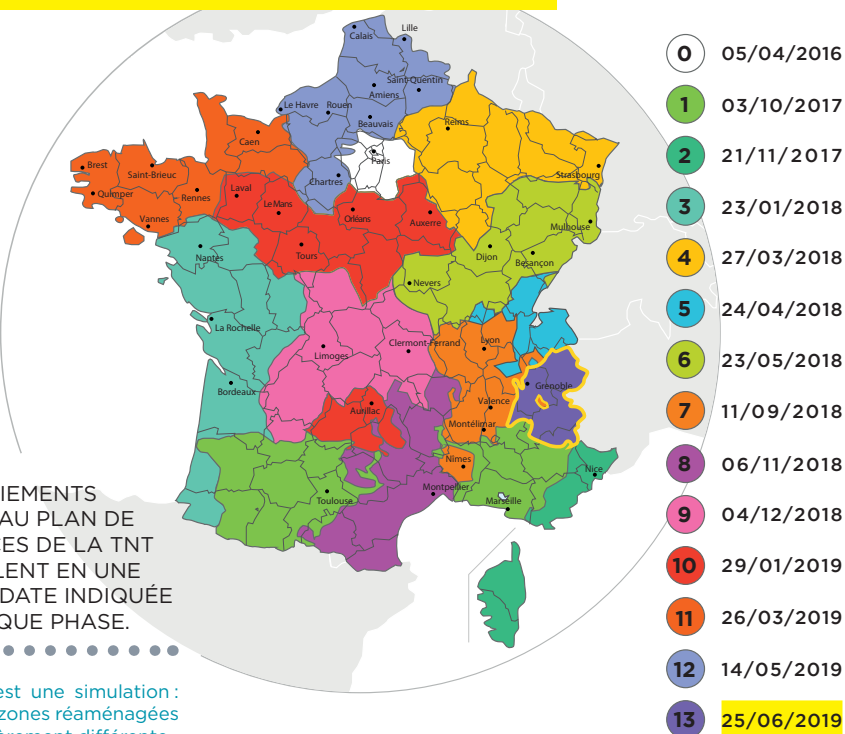 Calais
Lille
Saint-Quentin
Amiens
Le Havre
Rouen
Beauvais
Reims
Caen
Paris
Strasbourg
Brest
Saint-Brieuc
Chartres
Quimper
Rennes
Laval
Le Mans
Orléans
Auxerre
Vannes
Mulhouse
Nantes
Tours
Dijon
Besançon
Nevers
La Rochelle
Limoges
Clermont-Ferrand
Lyon
Grenoble
Bordeaux
Aurillac
Valence
Montélimar
Nîmes
Nice
Toulouse
Montpellier
Marseille
0 05/04/2016
1 03/10/2017
2 21/11/2017
3 23/01/2018
4 27/03/2018
5 24/04/2018
6 23/05/2018
7 11/09/2018
8 06/11/2018
9 04/12/2018
10 29/01/2019
11 26/03/2019
12 14/05/2019
13 25/06/2019
IEMENTS
AU PLAN DE
CES DE LA TNT
LENT EN UNE
DATE INDIQUÉE
QUE PHASE.
est une simulation :
zones réaménagées